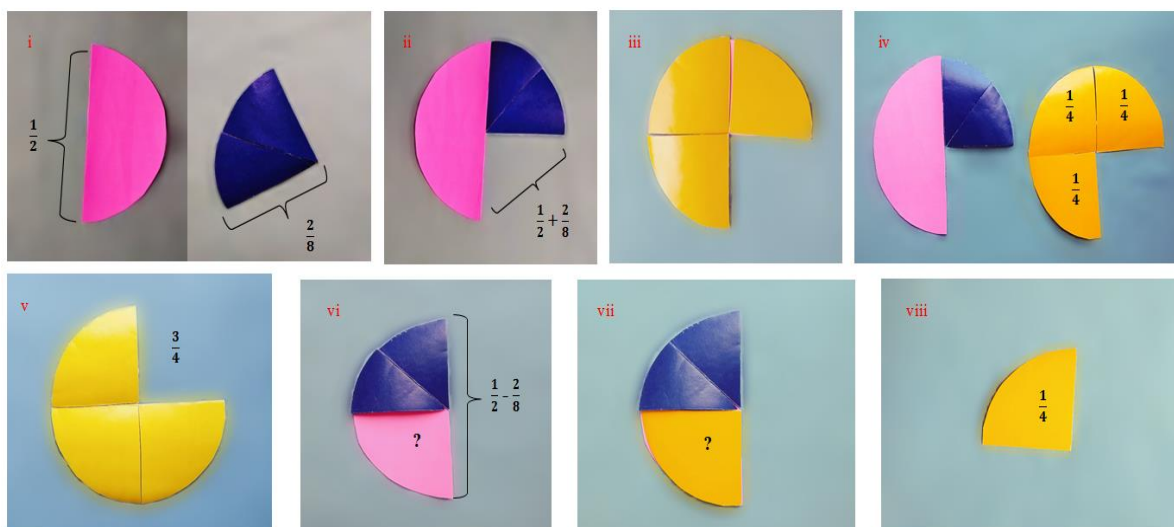 i
1/2
2/8
ii
1/2 + 2/8
iii
iv
1/4 1/4
1/4
v
3/4
vi
?
1/2 - 2/8
vii
?
viii
1/4